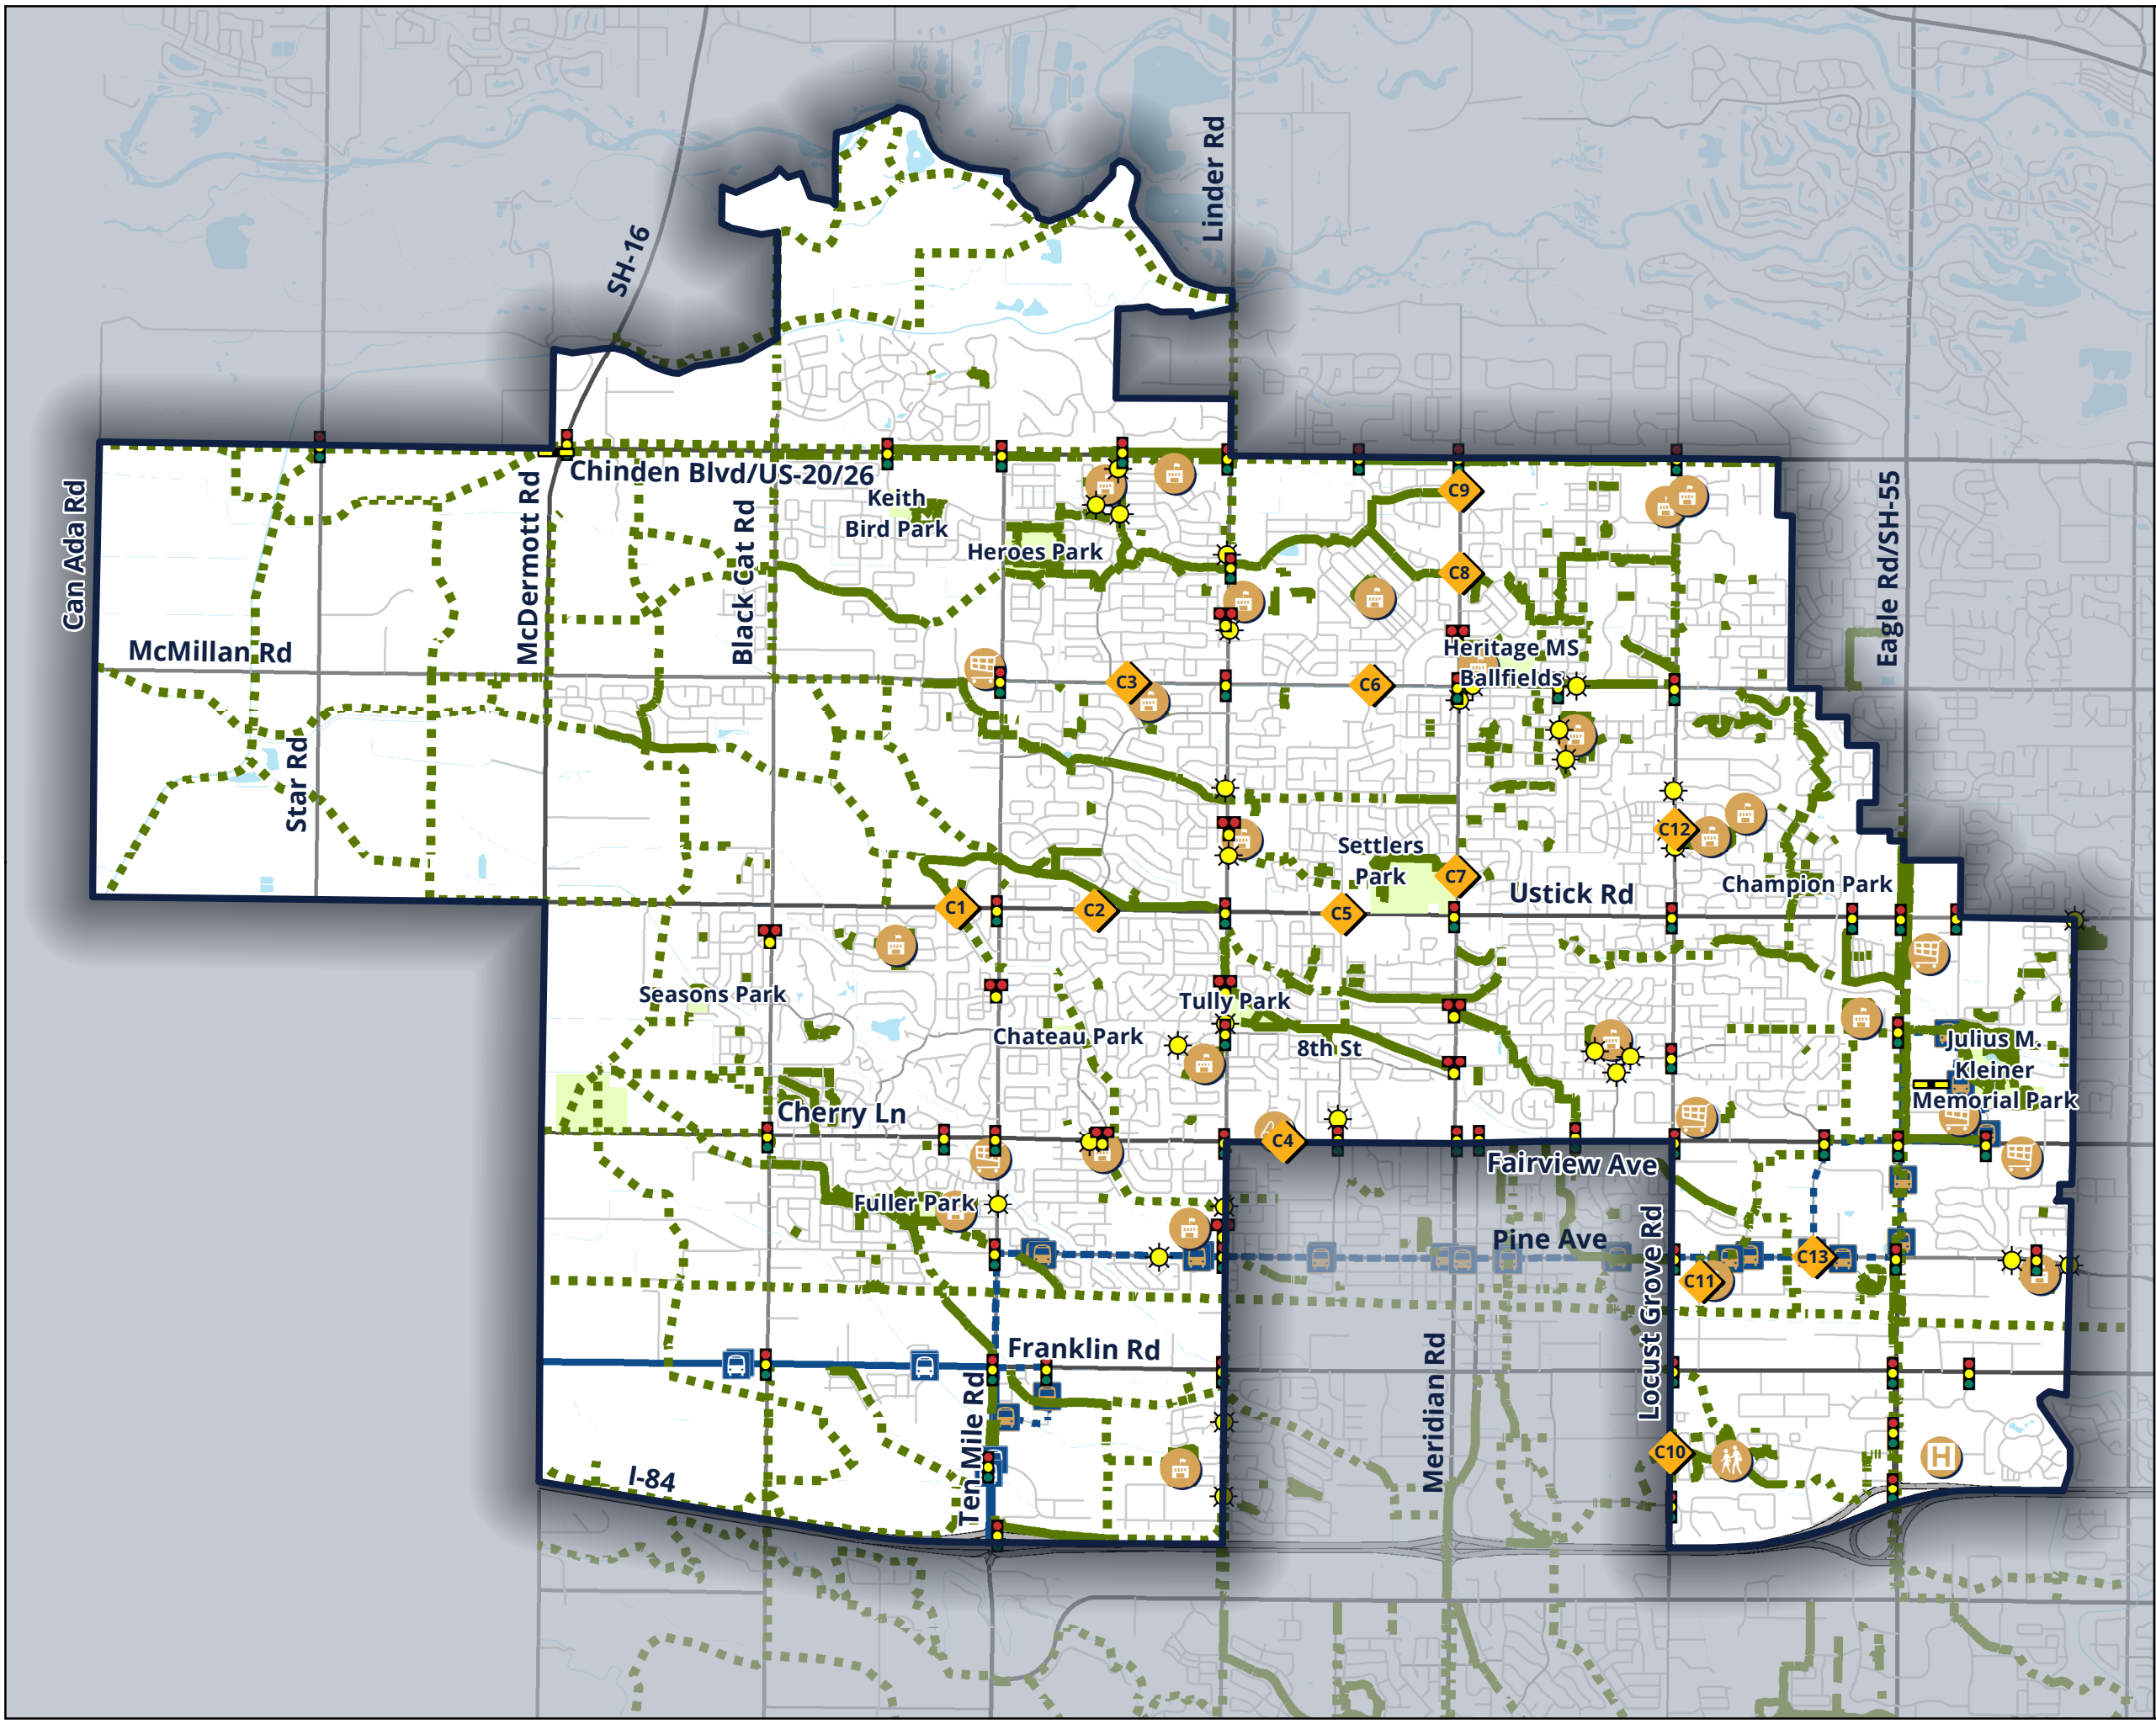 Linder Rd
SH-16
Chinden Blvd/US-20/26
Keith
Bird Park
Heroes Park
C9
C8
Can Ada Rd
McDermott Rd
Black Cat Rd
Eagle Rd/SH-55
McMillan Rd
Heritage MS
Ballfields
C3
C6
Star Rd
C12
Settlers
Park
C7
Ustick Rd
Champion Park
C1
C2
C5
Seasons Park
Tully Park
Chateau Park
8th St
Julius M.
Kleiner
Memorial Park
Cherry Ln
C4
Fairview Ave
Fuller Park
Pine Ave
C13
C11
Locust Grove Rd
Franklin Rd
Meridian Rd
Ten Mile Rd
C10
H
I-84